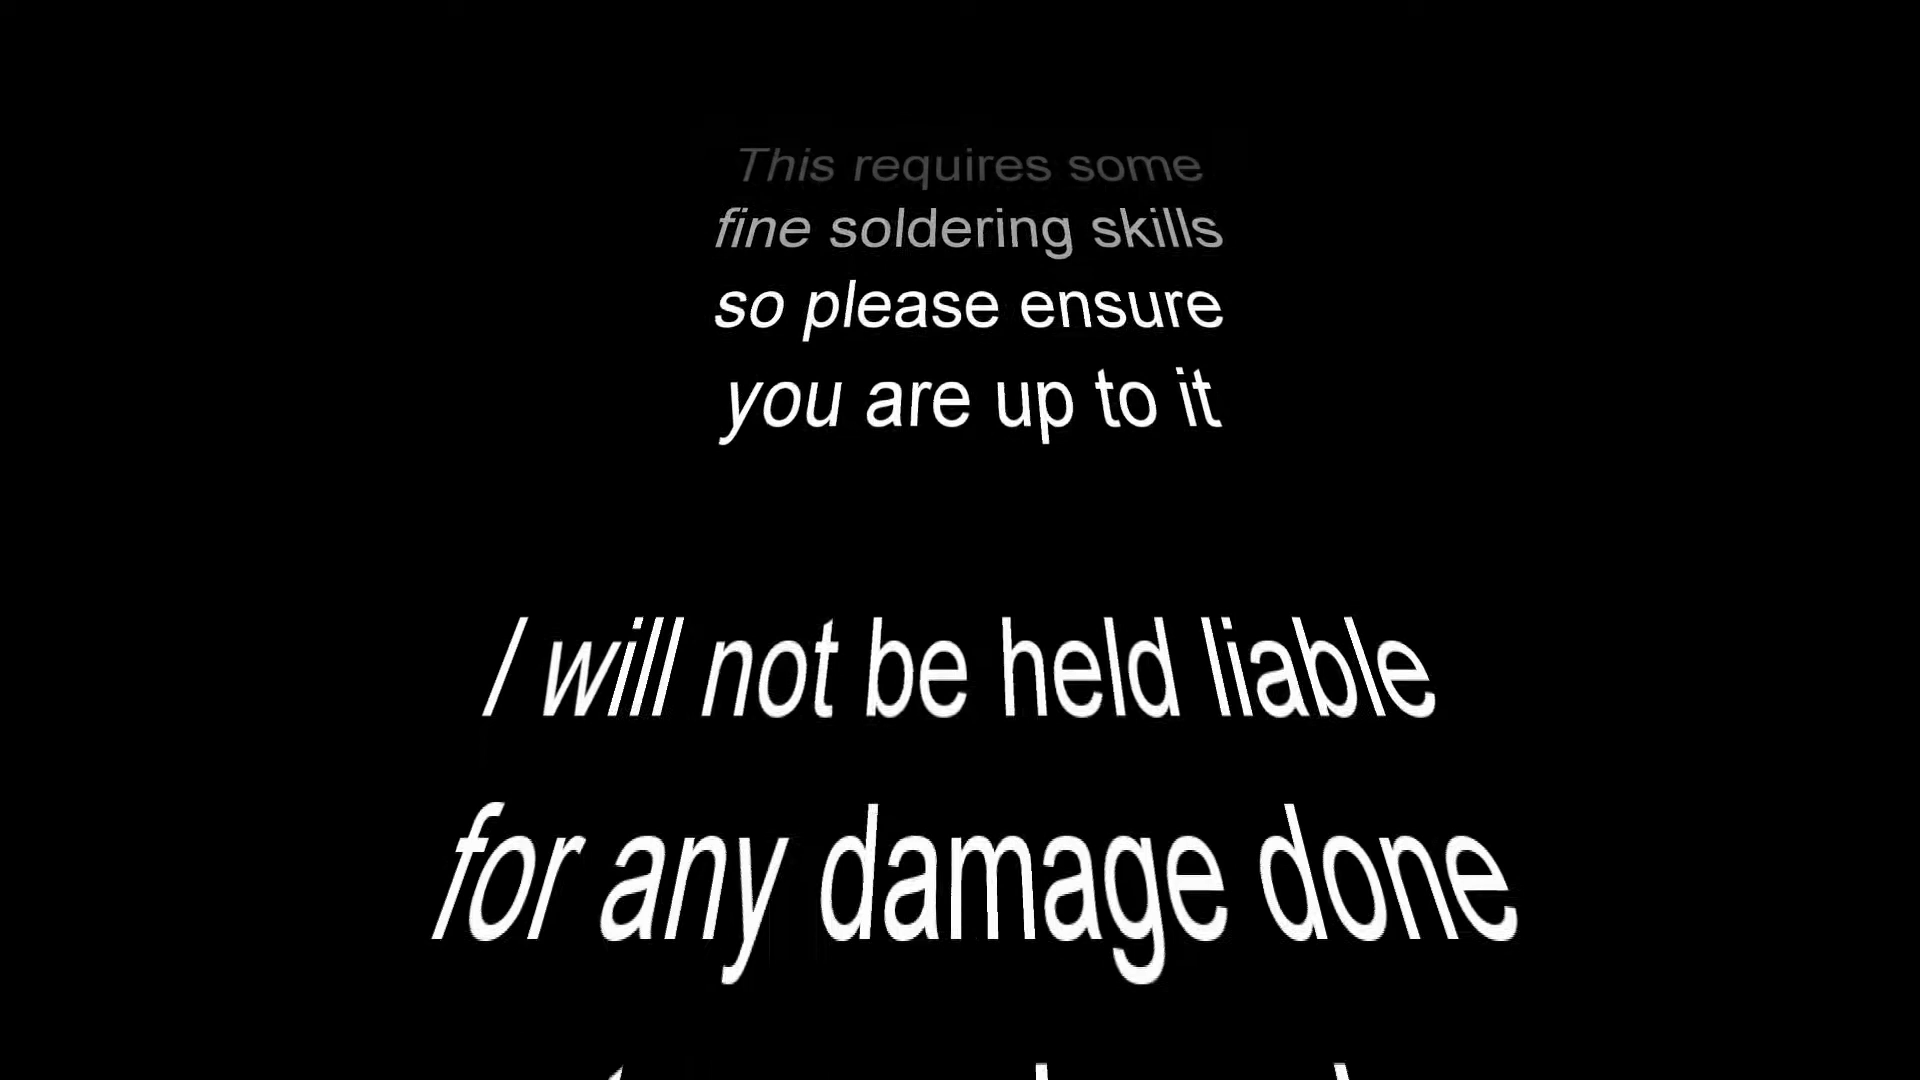 This requires some
fine soldering skills
so please ensure
you are up to it
I will not be held liable
for any damage done